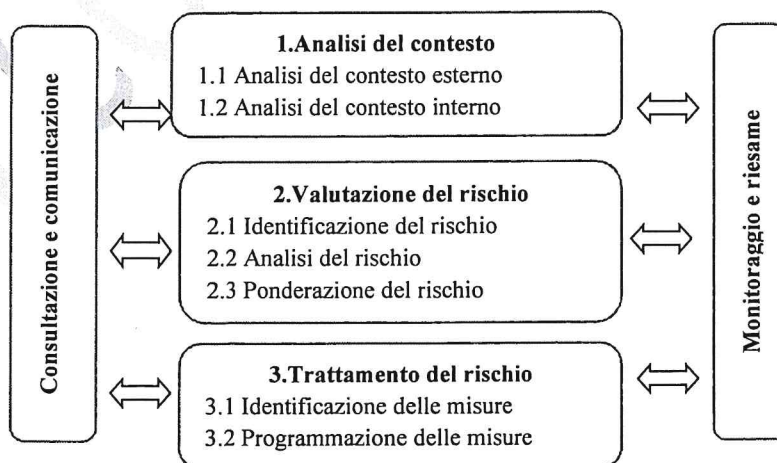 Consultazione e comunicazione
1.Analisi del contesto
1.1 Analisi del contesto esterno
1.2 Analisi del contesto interno
2.Valutazione del rischio
2.1 Identificazione del rischio
2.2 Analisi del rischio
2.3 Ponderazione del rischio
3.Trattamento del rischio
3.1 Identificazione delle misure
3.2 Programmazione delle misure
Monitoraggio e riesame